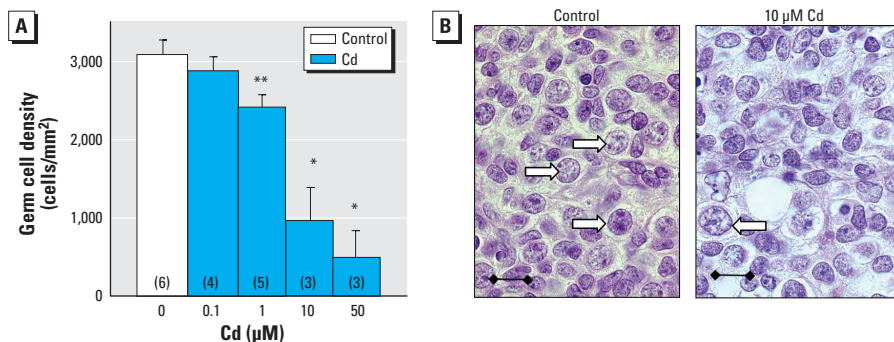 A
Control
Cd
Germ cell density
(cells/mm²)
3,000
2,000
1,000
0
**
*
*
(6)
(4)
(5)
(3)
(3)
0
0.1
1
10
50
Cd (µM)
B
Control
10 µM Cd